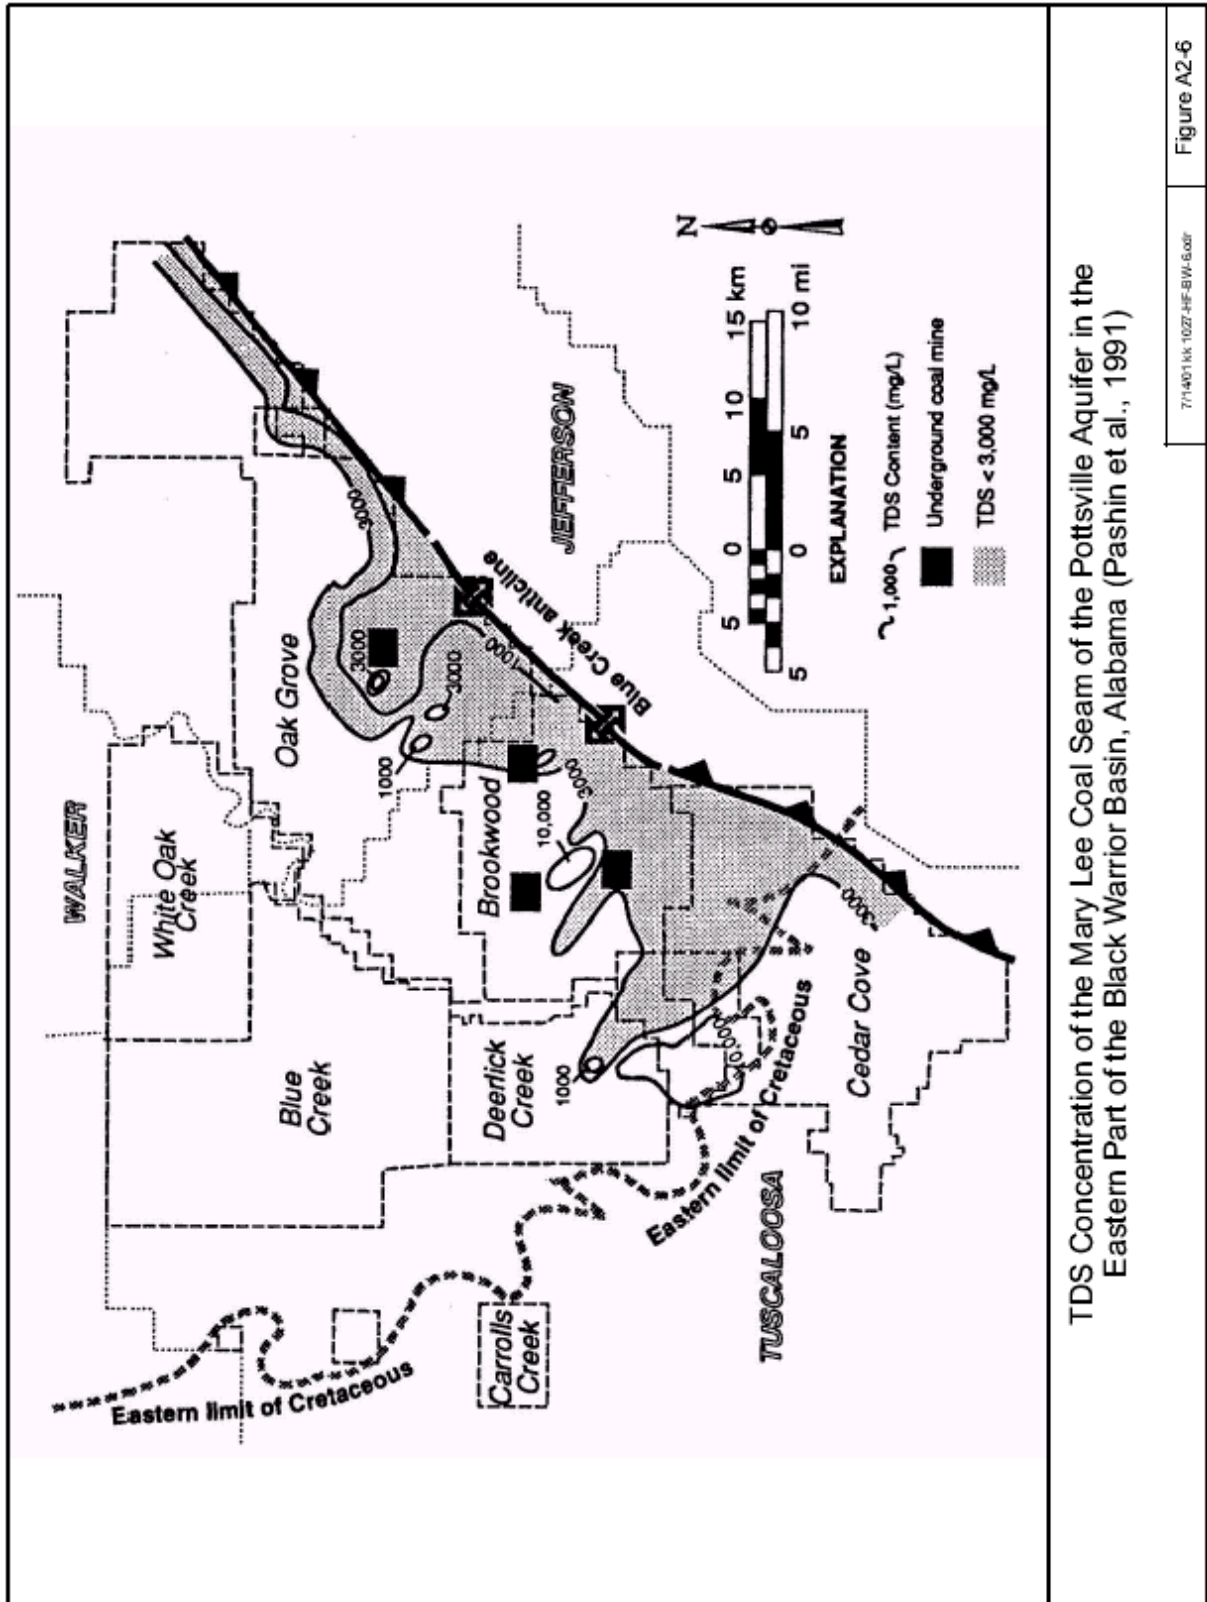 WALKER
White Oak
Creek
Oak Grove
3000
3000
3000
1000
1000
Blue Creek anticiline
JEFFERSON
Blue
Creek
Deerlick
Creek
Brookwood
10,000
3000
1000
3000
Cedar Cove
Eastern limit of Cretaceous
Eastern limit of Cretaceous
Carrolls
Creek
TUSCALOOSA
N
5 0 5 10 15 km
5 0 5 10 mi
EXPLANATION
1,000 TDS Content (mg/L)
Underground coal mine
TDS < 3,000 mg/L
TDS Concentration of the Mary Lee Coal Seam of the Pottsville Aquifer in the
Eastern Part of the Black Warrior Basin, Alabama (Pashin et al., 1991)
Figure A2-6